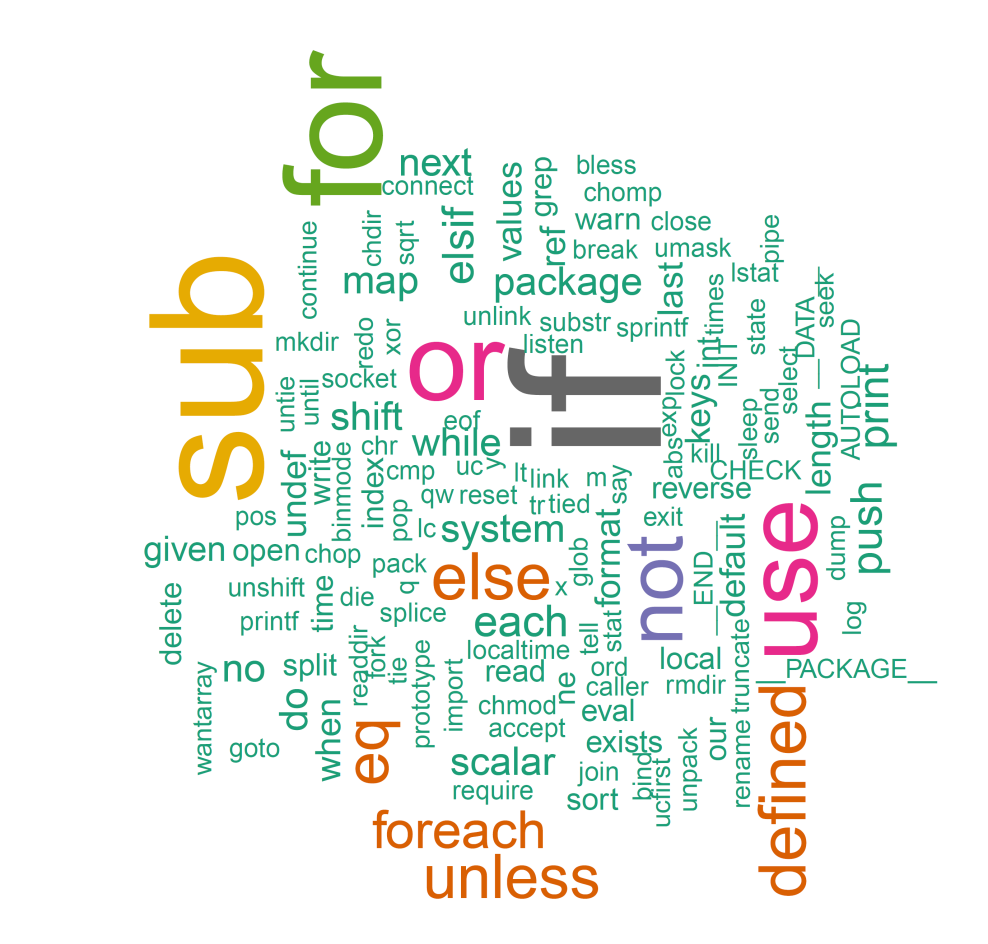 for
next
connect
values
grep
bless
chomp
warn
close
continue
chdir
sqrt
elsif
ref
break
umask
pipe
sub
map
package
last
lstat
times
seek
unlink
substr
sprintf
int
state
__DATA__
mkdir
redo
xor
or
listen
if
lock
INIT
select
AUTOLOAD
print
untie
until
socket
shift
eof
while
exp
keys
abs
kill
sleep
send
length
CHECK
undef
write
binmode
chr
index
cmp
uc
y
lt
link
m
say
reverse
qw
reset
tr
tied
pos
pop
lc
system
format
exit
use
push
given
open
chop
pack
q
else
x
glob
not
__END__
default
dump
unshift
time
die
splice
each
stat
log
delete
printf
readdir
fork
tie
prototype
localtime
tell
truncate
no
split
import
read
ne
ord
local
caller
rmdir
__PACKAGE__
wantarray
do
when
eq
chmod
accept
eval
our
rename
defined
goto
scalar
exists
join
bind
ucfirst
unpack
require
sort
foreach
unless